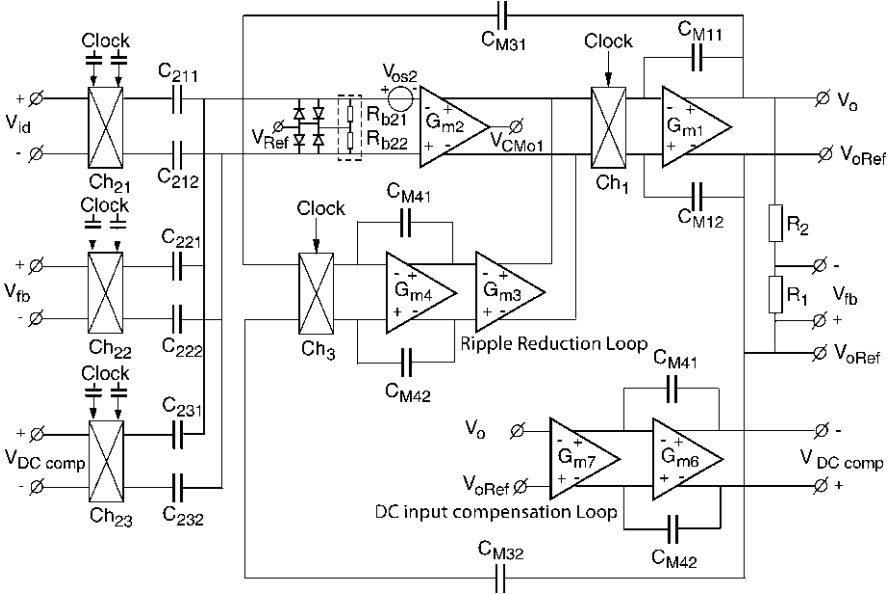 Clock
C211
+
Vid
-
C212
Ch21
Clock
C221
+
Vfb
-
C222
Ch22
Clock
C231
+
VDC comp
-
C232
Ch23
CM31
VRef
Rb21
Rb22
+ Vos2 -
- +
Gm2
+ -
VCMo1
Clock
Ch1
CM11
- +
Gm1
+ -
CM12
Vo
VoRef
R2
R1
-
Vfb
+
VoRef
Clock
Ch3
CM41
- +
Gm4
+ -
CM42
- +
Gm3
+ -
Ripple Reduction Loop
Vo
VoRef
- +
Gm7
+ -
CM41
- +
Gm6
+ -
CM42
-
VDC comp
+
DC input compensation Loop
CM32